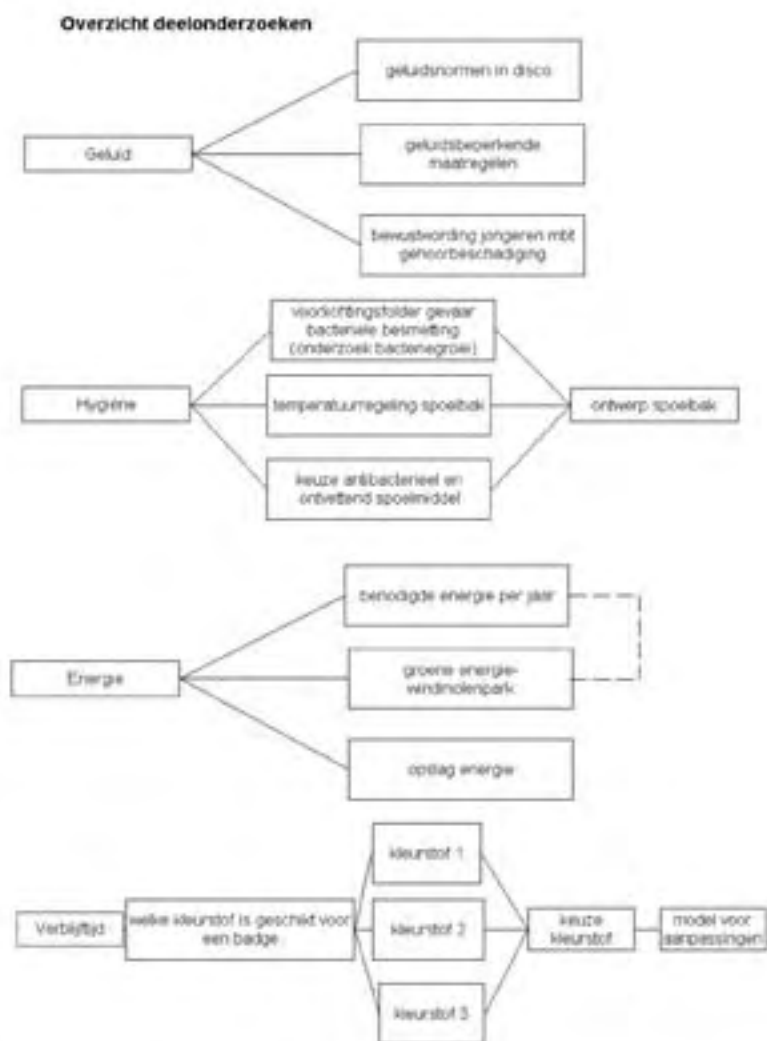 Overzicht deelonderzoeken
geluidsnormen in disco
Geluid
geluidsbeperkende
maatregelen
bewustwording jongeren mbt
gehoorbeschadiging
voorlichtingsfolder gevaar
bacteriele besmetting
(onderzoek bacteriegroei)
Hygiëne
temperatuurregeling spoelbak
ontwerp spoelbak
keuze antibacterieel en
ontvettend spoelmiddel
benodigde energie per jaar
Energie
groene energie-
windmolenpark
opslag energie
kleurstof 1
Verblijftijd
welke kleurstof is geschikt voor
een badge
kleurstof 2
keuze
kleurstof
model voor
aanpassingen
kleurstof 3